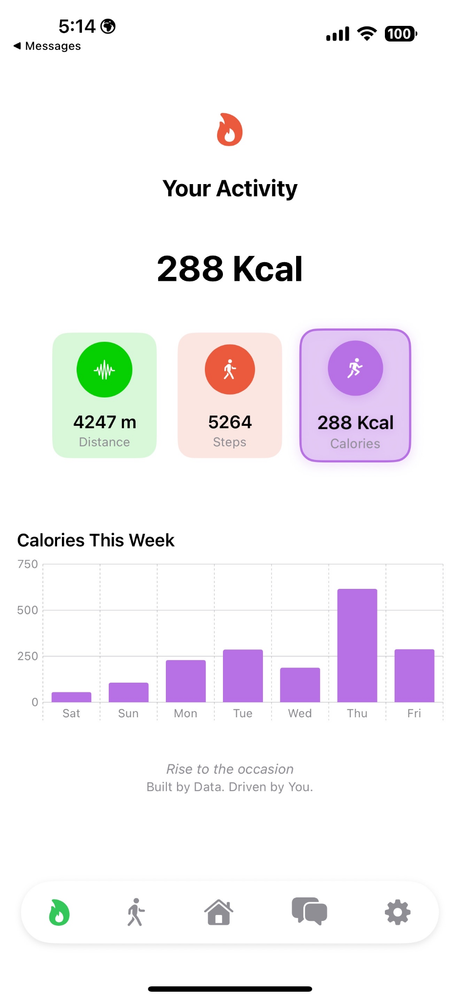 5:14
Messages
100
Your Activity
288 Kcal
4247 m
Distance
5264
Steps
288 Kcal
Calories
Calories This Week
750
500
250
0
Sat Sun Mon Tue Wed Thu Fri
Rise to the occasion
Built by Data. Driven by You.